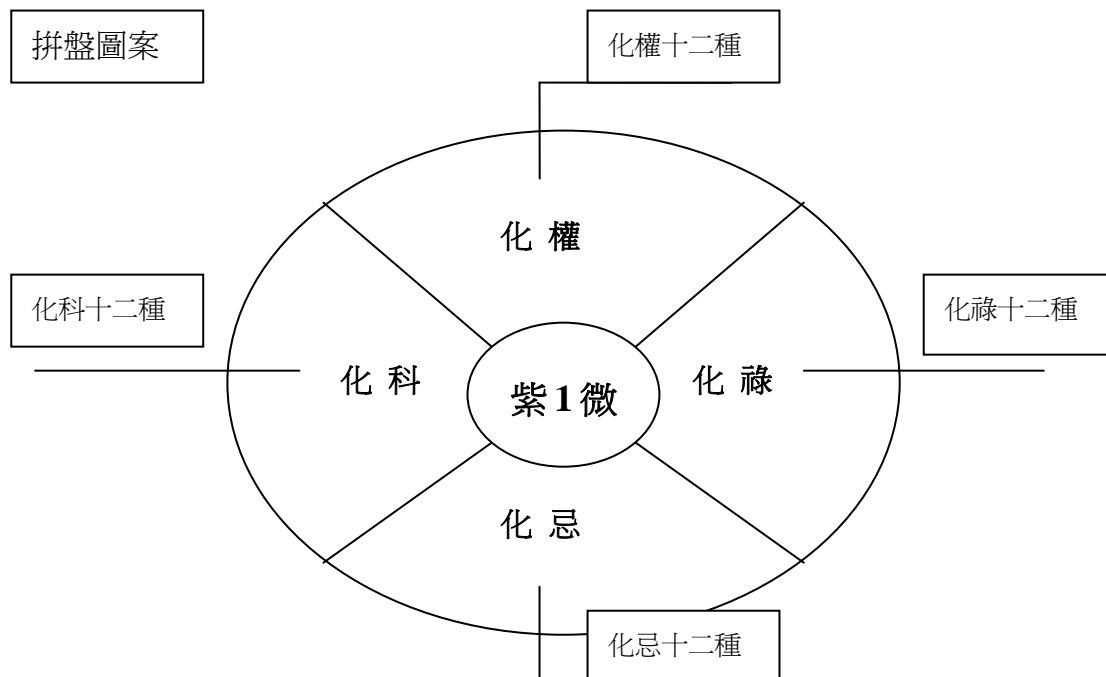 拼盤圖案
化權十二種
化 權
化科十二種
化祿十二種
化 科
紫1微
化 祿
化 忌
化忌十二種